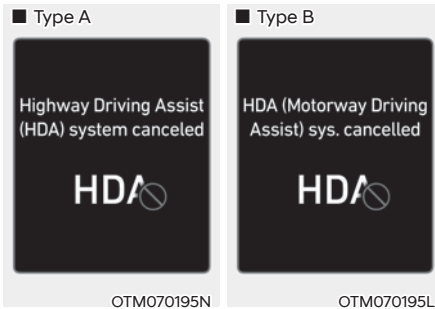 ■ Type A
Highway Driving Assist
(HDA) system canceled
HDA
OTM070195N
■ Type B
HDA (Motorway Driving
Assist) sys. cancelled
HDA
OTM070195L